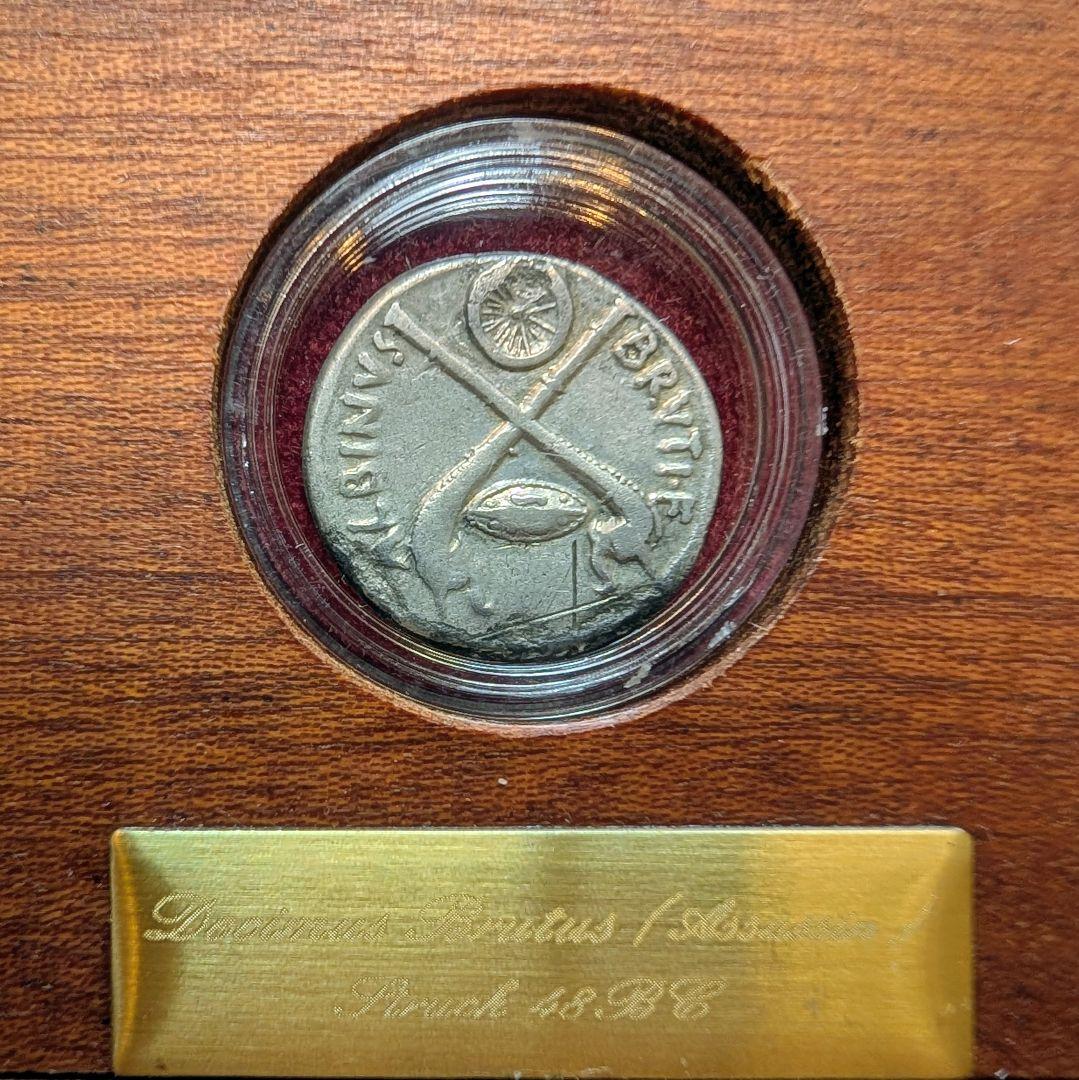 ALBINVS
BRVTI·F
Decimus Brutus (Assassin)
Struck 48 BC